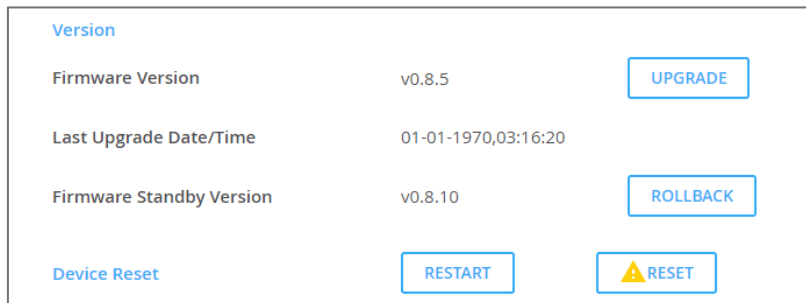 Version
Firmware Version v0.8.5 UPGRADE
Last Upgrade Date/Time 01-01-1970,03:16:20
Firmware Standby Version v0.8.10 ROLLBACK
Device Reset RESTART RESET